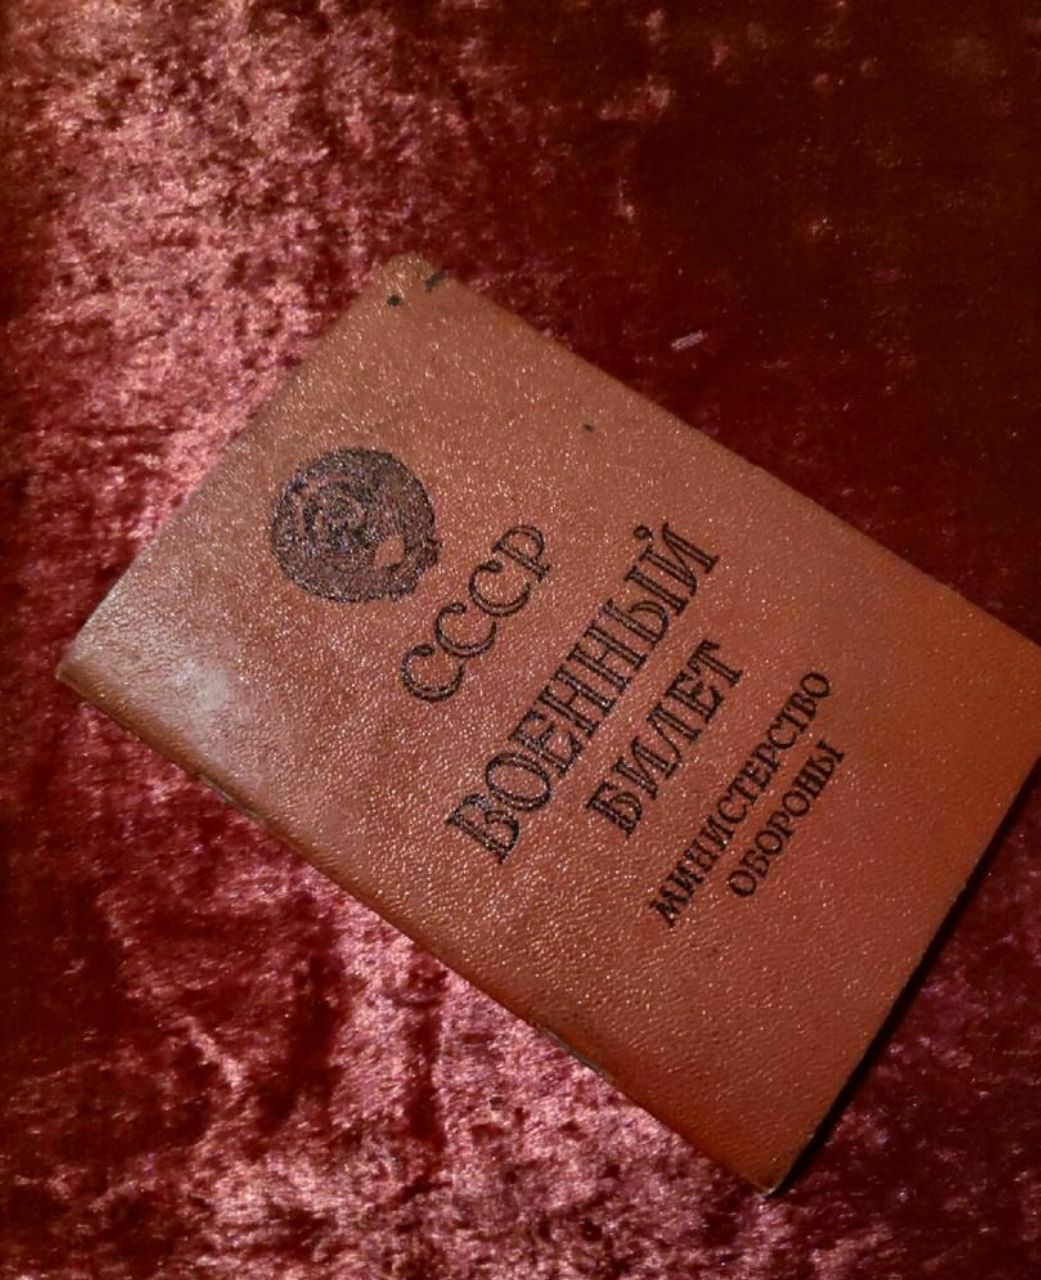 СССР
ВОЕННЫЙ
БИЛЕТ
МИНИСТЕРСТВО
ОБОРОНЫ